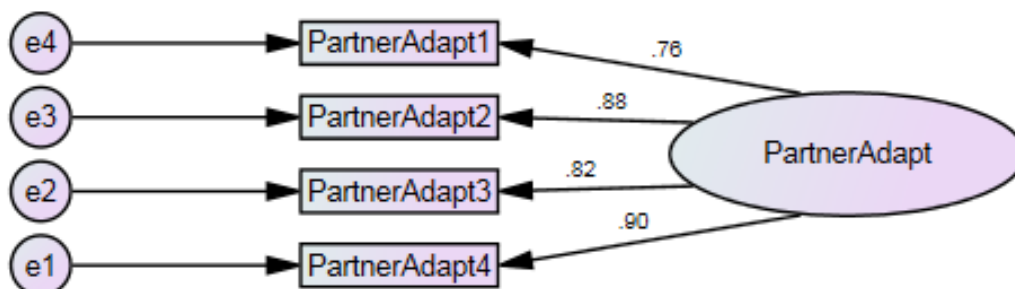 e4
PartnerAdapt1
.76
e3
PartnerAdapt2
.88
PartnerAdapt
e2
PartnerAdapt3
.82
e1
PartnerAdapt4
.90